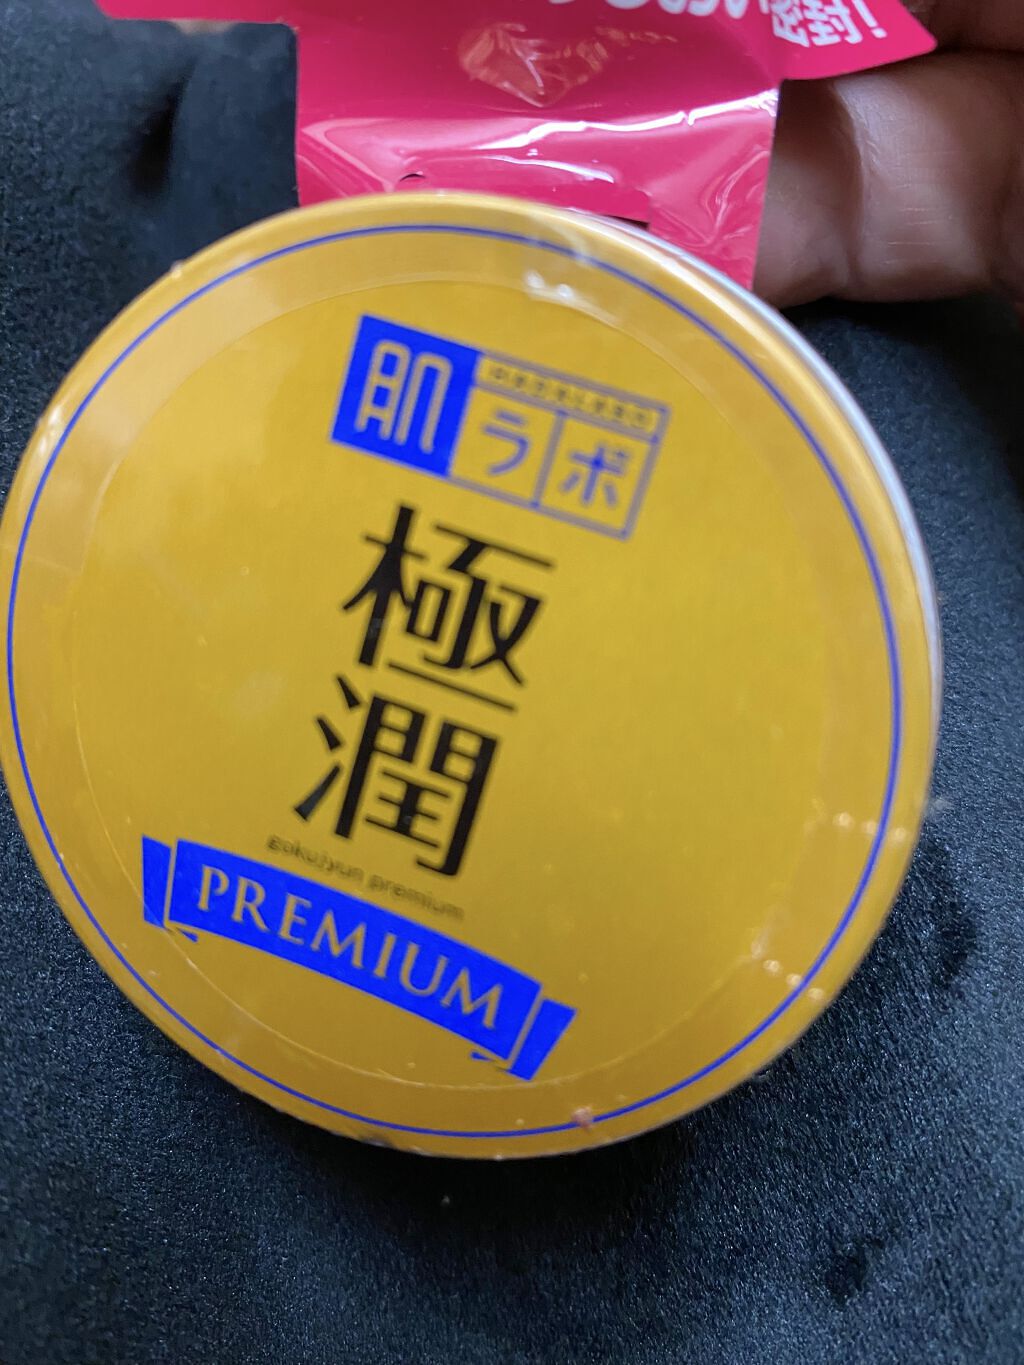 肌ラボ
極潤
gokujyun premium
PREMIUM